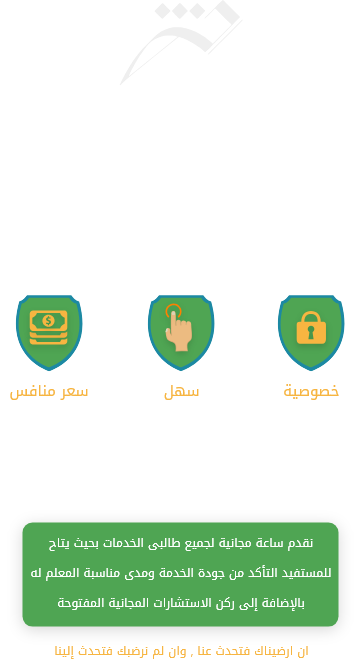 خصوصية
سهل
سعر منافس
نقدم ساعة مجانية لجميع طالبى الخدمات بحيث يتاح
للمستفيد التأكد من جودة الخدمة ومدى مناسبة المعلم له
بالإضافة إلى ركن الاستشارات المجانية المفتوحة
ان ارضيناك فتحدث عنا , وان لم نرضيك فتحدث إلينا